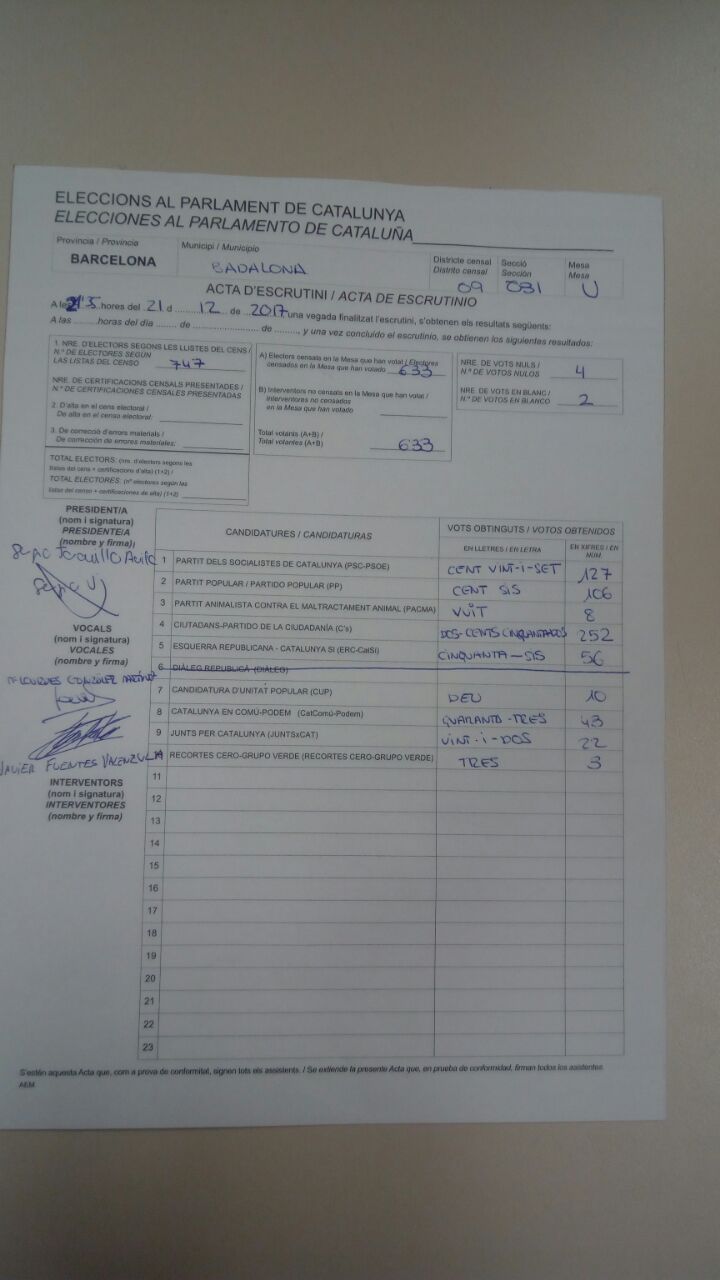 ELECCIONS AL PARLAMENT DE CATALUNYA
ELECCIONES AL PARLAMENTO DE CATALUÑA
Província / Provincia
BARCELONA
Municipi / Municipio
BADALONA
Districte censal
Distrito censal
09
Secció
Sección
031
Mesa
Mesa
U
ACTA D'ESCRUTINI / ACTA DE ESCRUTINIO
A les hores del 21 d 12 de 2017 una vegada finalitzat l'escrutini, s'obtenen els resultats següents:
A las ........horas del día ....... de ........................ de ........, y una vez concluido el escrutinio, se obtienen los siguientes resultados:
1. NRE. D'ELECTORS SEGONS LES LLISTES DEL CENS /
N.º DE ELECTORES SEGÚN
LAS LISTAS DEL CENSO 747
NRE. DE CERTIFICACIONS CENSALS PRESENTADES /
N.º DE CERTIFICACIONES CENSALES PRESENTADAS
2. D'alta en el cens electoral /
De alta en el censo electoral:
3. De correcció d'errors materials /
De corrección de errores materiales:
TOTAL ELECTORS: (nre. d'electors segons les
llistes del cens + certificacions d'alta) (1+2) /
TOTAL ELECTORES: (nº electores según las
listas del censo + certificaciones de alta) (1+2)
A) Electors censats en la Mesa que han votat / Electores
censados en la Mesa que han votado 633
B) Interventors no censats en la Mesa que han votat /
Interventores no censados
en la Mesa que han votado
Total votants (A+B) /
Total votantes (A+B) 633
NRE. DE VOTS NULS /
N.º DE VOTOS NULOS 4
NRE. DE VOTS EN BLANC /
N.º DE VOTOS EN BLANCO 2
PRESIDENT/A
(nom i signatura)
PRESIDENTE/A
(nombre y firma)
VOCALS
(nom i signatura)
VOCALES
(nombre y firma)
Mª LOURDES GONZÁLEZ MARTÍNEZ
JAVIER FUENTES VALENZUELA
INTERVENTORS
(nom i signatura)
INTERVENTORES
(nombre y firma)
CANDIDATURES / CANDIDATURAS
VOTS OBTINGUTS / VOTOS OBTENIDOS
EN LLETRES / EN LETRA
EN XIFRES / EN NÚM
1 PARTIT DELS SOCIALISTES DE CATALUNYA (PSC-PSOE) CENT VINT-I-SET 127
2 PARTIT POPULAR / PARTIDO POPULAR (PP) CENT SIS 106
3 PARTIT ANIMALISTA CONTRA EL MALTRACTAMENT ANIMAL (PACMA) VUIT 8
4 CIUTADANS-PARTIDO DE LA CIUDADANÍA (C's) DOS-CENTS CINQUANTADOS 252
5 ESQUERRA REPUBLICANA - CATALUNYA SÍ (ERC-CatSí) CINQUANTA-SIS 56
6 DIÀLEG REPUBLICÀ (DIÀLEG)
7 CANDIDATURA D'UNITAT POPULAR (CUP) DEU 10
8 CATALUNYA EN COMÚ-PODEM (CatComú-Podem) QUARANTA-TRES 43
9 JUNTS PER CATALUNYA (JUNTSxCAT) VINT-I-DOS 22
10 RECORTES CERO-GRUPO VERDE (RECORTES CERO-GRUPO VERDE) TRES 3
11
12
13
14
15
16
17
18
19
20
21
22
23
S'estén aquesta Acta que, com a prova de conformitat, signen tots els assistents. / Se extiende la presente Acta que, en prueba de conformidad, firman todos los asistentes.
AEM